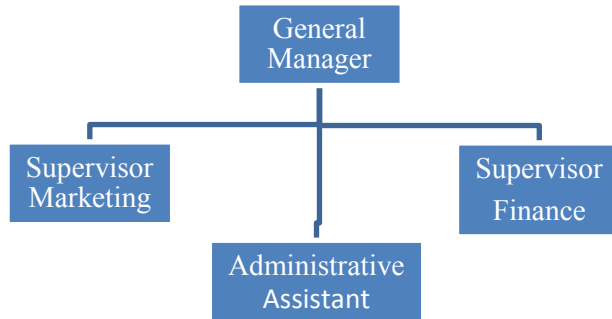 General
Manager
Supervisor
Marketing
Supervisor
Finance
Administrative
Assistant